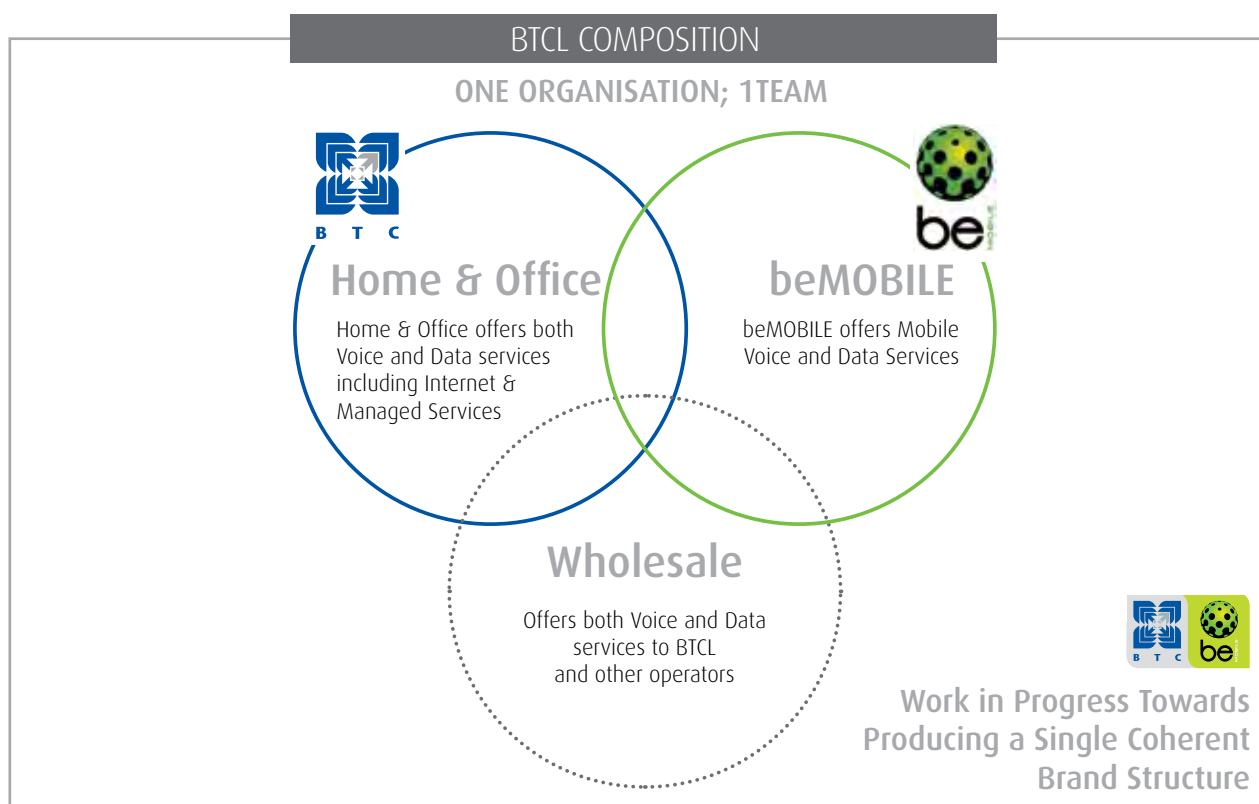 BTCL COMPOSITION
ONE ORGANISATION; 1TEAM
B T C
be
MOBILE
Home & Office
Home & Office offers both
Voice and Data services
including Internet &
Managed Services
beMOBILE
beMOBILE offers Mobile
Voice and Data Services
Wholesale
Offers both Voice and Data
services to BTCL
and other operators
B T C
be
MOBILE
Work in Progress Towards
Producing a Single Coherent
Brand Structure